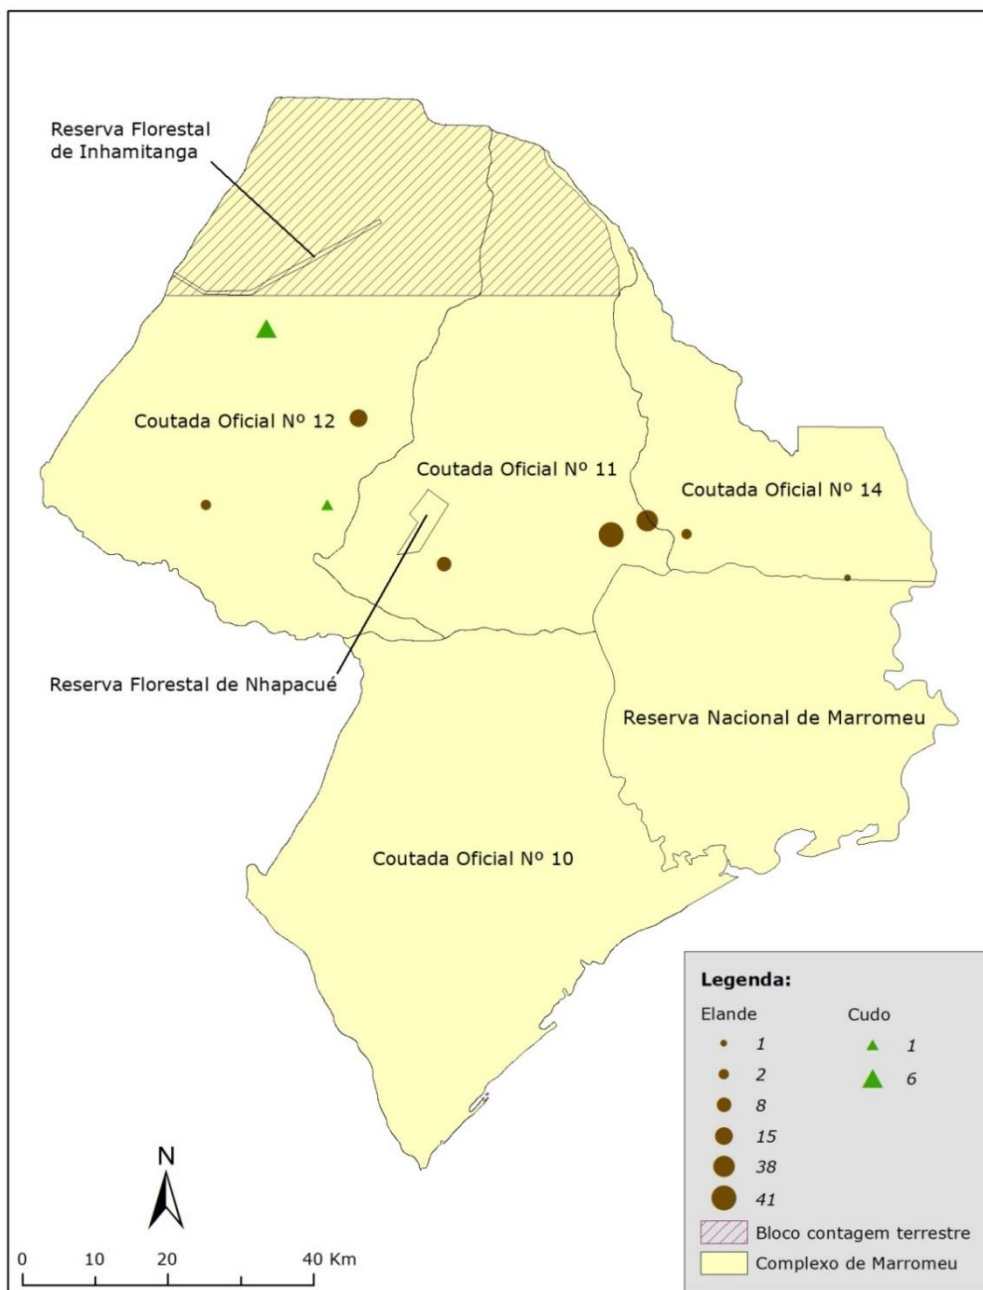 Reserva Florestal
de Inhamitanga
Coutada Oficial Nº 12
Coutada Oficial Nº 11
Coutada Oficial Nº 14
Reserva Florestal de Nhapacué
Reserva Nacional de Marromeu
Coutada Oficial Nº 10
Legenda:
Elande
1
2
8
15
38
41
Cudo
1
6
Bloco contagem terrestre
Complexo de Marromeu
N
0 10 20 40 Km